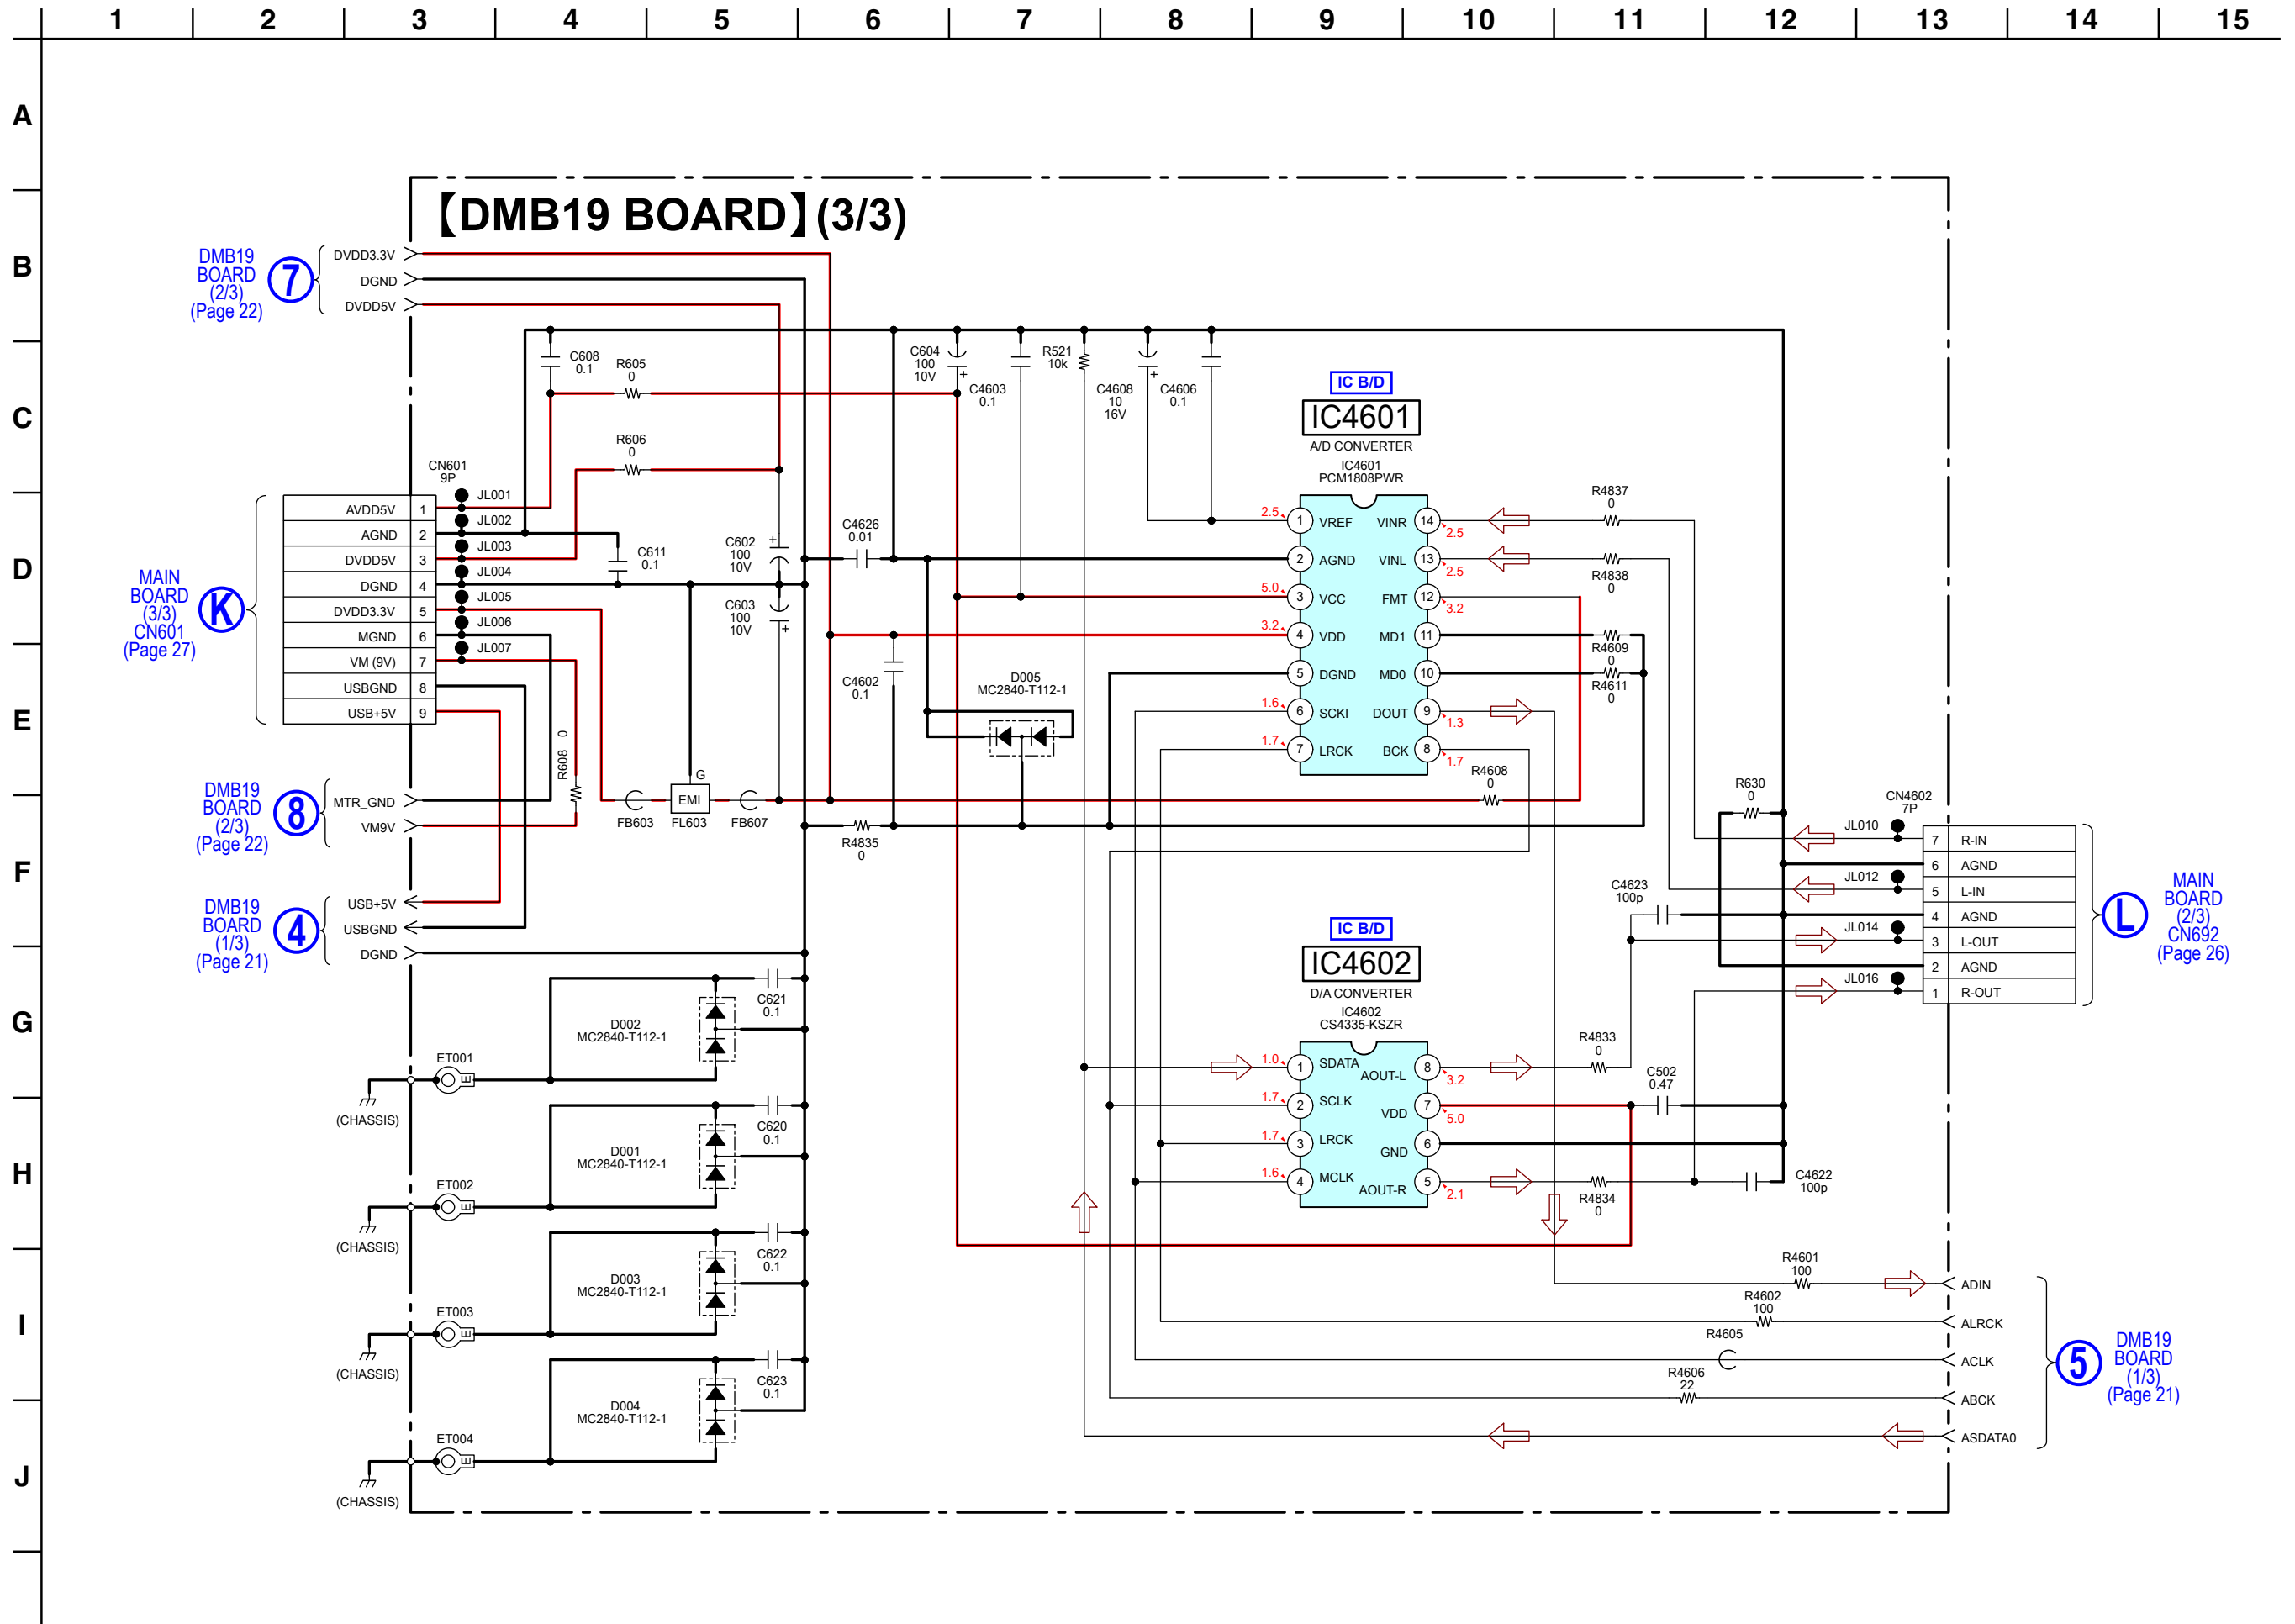 1 2 3 4 5 6 7 8 9 10 11 12 13 14 15
A
B
C
D
E
F
G
H
I
J
【DMB19 BOARD】(3/3)
DMB19
BOARD
(2/3)
(Page 22)
7
DVDD3.3V
DGND
DVDD5V
C608
0.1
R605
0
R606
0
C604
100
10V
C4603
0.1
R521
10k
C4608
10
16V
C4606
0.1
IC B/D
IC4601
A/D CONVERTER
IC4601
PCM1808PWR
MAIN
BOARD
(3/3)
CN601
(Page 27)
K
CN601
9P
AVDD5V 1
AGND 2
DVDD5V 3
DGND 4
DVDD3.3V 5
MGND 6
VM (9V) 7
USBGND 8
USB+5V 9
JL001
JL002
JL003
JL004
JL005
JL006
JL007
C611
0.1
C602
100
10V
+
C603
100
10V
+
C4626
0.01
C4602
0.1
D005
MC2840-T112-1
2.5 1 VREF VINR 14 2.5
2 AGND VINL 13 2.5
5.0 3 VCC FMT 12 3.2
3.2 4 VDD MD1 11
5 DGND MD0 10
1.6 6 SCKI DOUT 9 1.3
1.7 7 LRCK BCK 8 1.7
R4837
0
R4838
0
R4609
0
R4611
0
R4608
0
DMB19
BOARD
(2/3)
(Page 22)
8
MTR_GND
VM9V
R608 0
FB603
G
EMI
FL603
FB607
R4835
0
R630
0
CN4602
7P
JL010
JL012
JL014
JL016
7 R-IN
6 AGND
5 L-IN
4 AGND
3 L-OUT
2 AGND
1 R-OUT
L
MAIN
BOARD
(2/3)
CN692
(Page 26)
DMB19
BOARD
(1/3)
(Page 21)
4
USB+5V
USBGND
DGND
C4623
100p
IC B/D
IC4602
D/A CONVERTER
IC4602
CS4335-KSZR
1.0 1 SDATA AOUT-L 8 3.2
1.7 2 SCLK VDD 7 5.0
1.7 3 LRCK GND 6
1.6 4 MCLK AOUT-R 5 2.1
R4833
0
C502
0.47
R4834
0
C4622
100p
C621
0.1
D002
MC2840-T112-1
ET001
E
(CHASSIS)
C620
0.1
D001
MC2840-T112-1
ET002
E
(CHASSIS)
C622
0.1
D003
MC2840-T112-1
ET003
E
(CHASSIS)
C623
0.1
D004
MC2840-T112-1
ET004
E
(CHASSIS)
R4601
100
R4602
100
R4605
R4606
22
ADIN
ALRCK
ACLK
ABCK
ASDATA0
5
DMB19
BOARD
(1/3)
(Page 21)